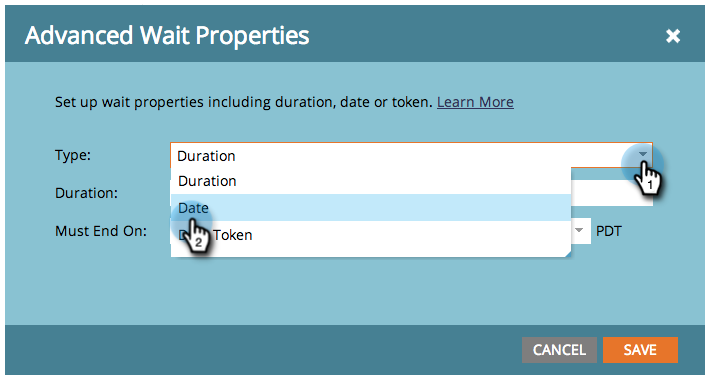 Advanced Wait Properties
Set up wait properties including duration, date or token. Learn More
Type: Duration
1
Duration
Duration:
Date
2
Token
Must End On: PDT
CANCEL SAVE